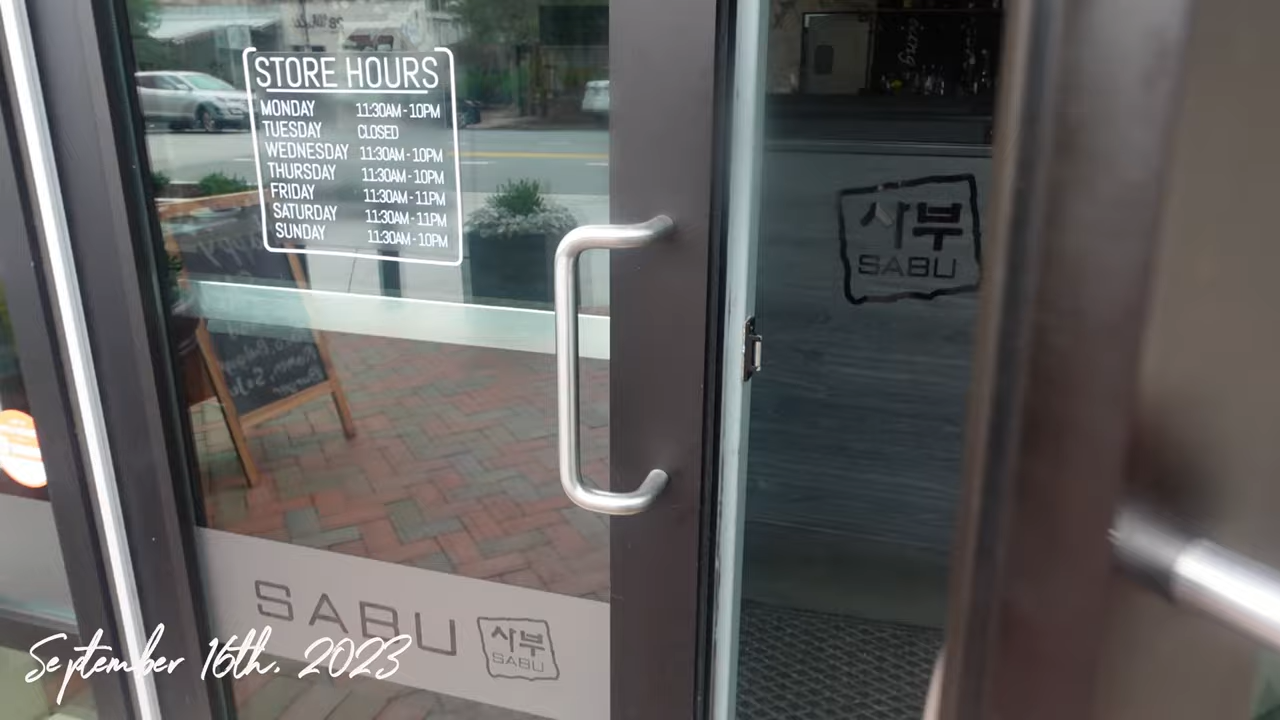 STORE HOURS
MONDAY 11:30AM - 10PM
TUESDAY CLOSED
WEDNESDAY 11:30AM - 10PM
THURSDAY 11:30AM - 10PM
FRIDAY 11:30AM - 11PM
SATURDAY 11:30AM - 11PM
SUNDAY 11:30AM - 10PM
사부
SABU
SABU
사부
SABU
September 16th. 2023